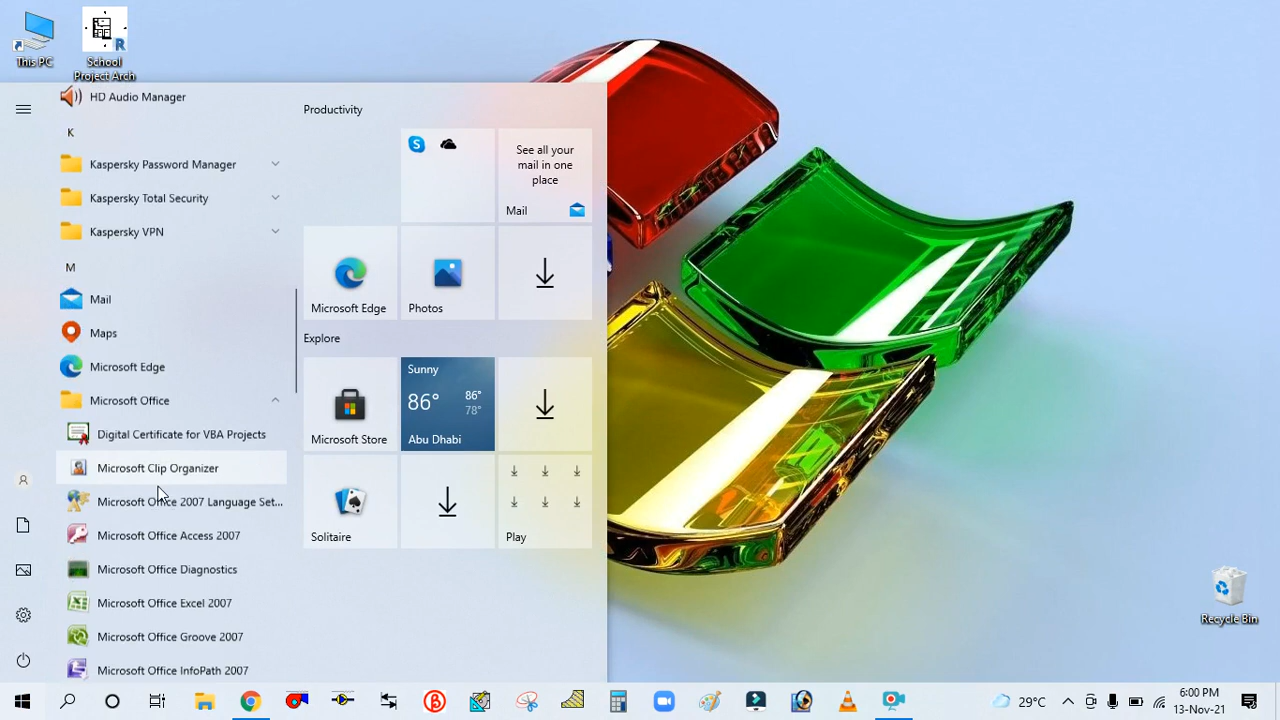 This PC
School
Project Arch
HD Audio Manager
K
Kaspersky Password Manager
Kaspersky Total Security
Kaspersky VPN
M
Mail
Maps
Microsoft Edge
Microsoft Office
Digital Certificate for VBA Projects
Microsoft Clip Organizer
Microsoft Office 2007 Language Set...
Microsoft Office Access 2007
Microsoft Office Diagnostics
Microsoft Office Excel 2007
Microsoft Office Groove 2007
Microsoft Office InfoPath 2007
Productivity
See all your
mail in one
place
Mail
Microsoft Edge
Photos
Explore
Microsoft Store
Sunny
86° 86°
78°
Abu Dhabi
Solitaire
Play
Recycle Bin
29°C
6:00 PM
13-Nov-21